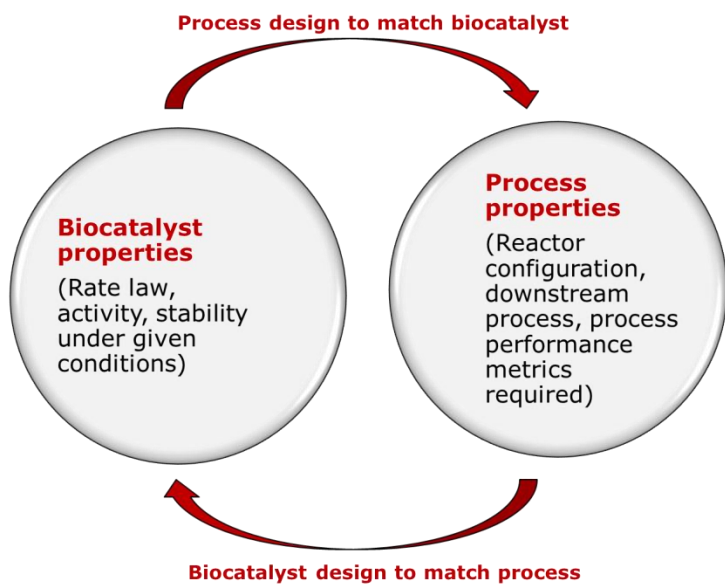 Process design to match biocatalyst
Biocatalyst
properties
(Rate law,
activity, stability
under given
conditions)
Process
properties
(Reactor
configuration,
downstream
process, process
performance
metrics
required)
Biocatalyst design to match process